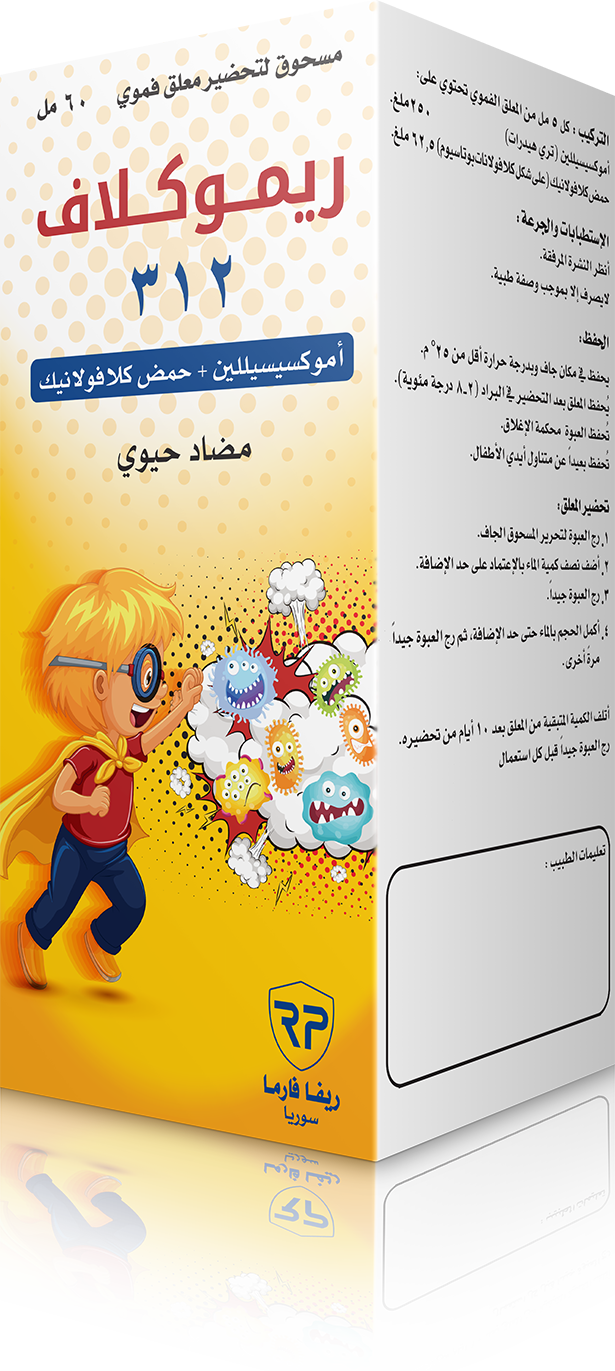 مسحوق لتحضير معلق فموي ٦٠ مل
ريموكلاف
٣١٢
أموكسيسيللين + حمض كلافولانيك
مضاد حيوي
RP
ريفا فارما
سوريا
التركيب : كل ٥ مل من المعلق الفموي تحتوي على:
أموكسيسيللين (تري هيدرات) ٢٥٠ملغ.
حمض كلافولانيك (على شكل كلافولانات بوتاسيوم) ٦٢,٥ ملغ.
الإستطبابات والجرعة :
أنظر النشرة المرفقة.
لايصرف إلا بموجب وصفة طبية.
الحفظ:
يحفظ في مكان جاف وبدرجة حرارة أقل من ٢٥° م.
يُحفظ المعلق بعد التحضير في البراد (٢-٨ درجة مئوية).
تُحفظ العبوة محكمة الإغلاق.
تُحفظ بعيداً عن متناول أيدي الأطفال.
تحضير المعلق:
١. رج العبوة لتحرير المسحوق الجاف.
٢. أضف نصف كمية الماء بالإعتماد على حد الإضافة.
٣. رج العبوة جيداً.
٤. أكمل الحجم بالماء حتى حد الإضافة، ثم رج العبوة جيداً
مرة أخرى.
أتلف الكمية المتبقية من المعلق بعد ١٠ أيام من تحضيره.
رج العبوة جيداً قبل كل استعمال
تعليمات الطبيب :